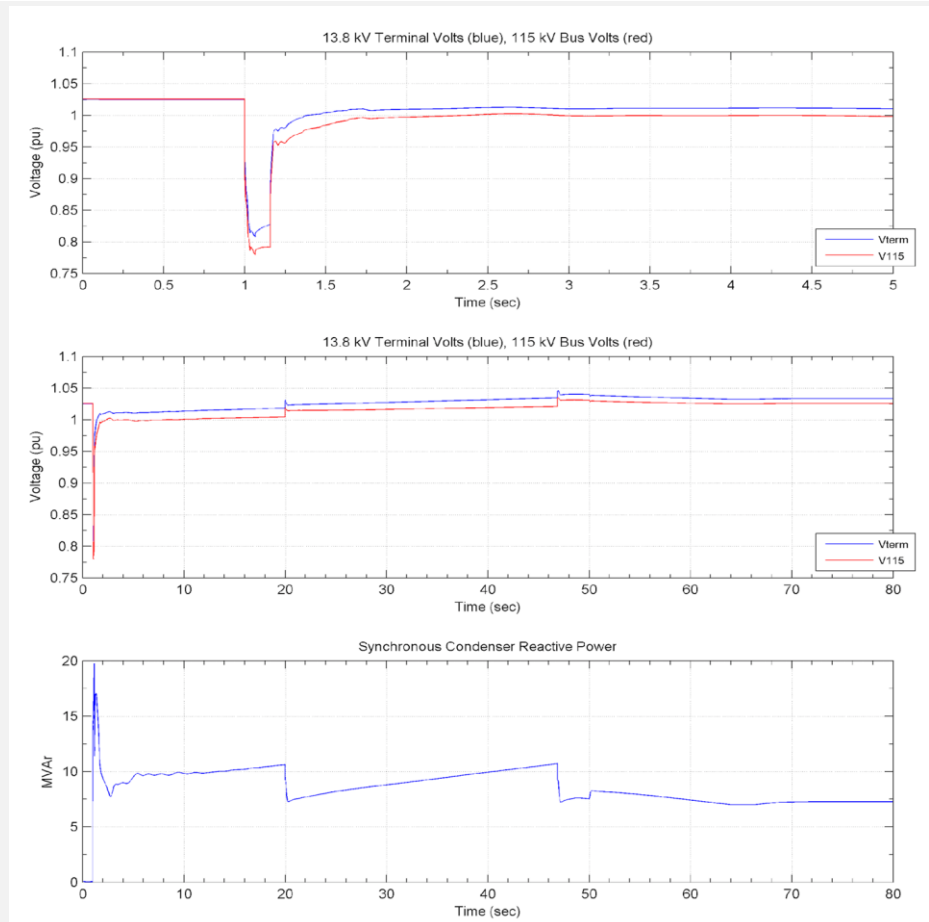 13.8 kV Terminal Volts (blue), 115 kV Bus Volts (red)
1.1
1.05
1
0.95
0.9
0.85
0.8
0.75
Voltage (pu)
Vterm
V115
0 0.5 1 1.5 2 2.5 3 3.5 4 4.5 5
Time (sec)
13.8 kV Terminal Volts (blue), 115 kV Bus Volts (red)
1.1
1.05
1
0.95
0.9
0.85
0.8
0.75
Voltage (pu)
Vterm
V115
0 10 20 30 40 50 60 70 80
Time (sec)
Synchronous Condenser Reactive Power
20
15
10
5
0
MVAr
0 10 20 30 40 50 60 70 80
Time (sec)